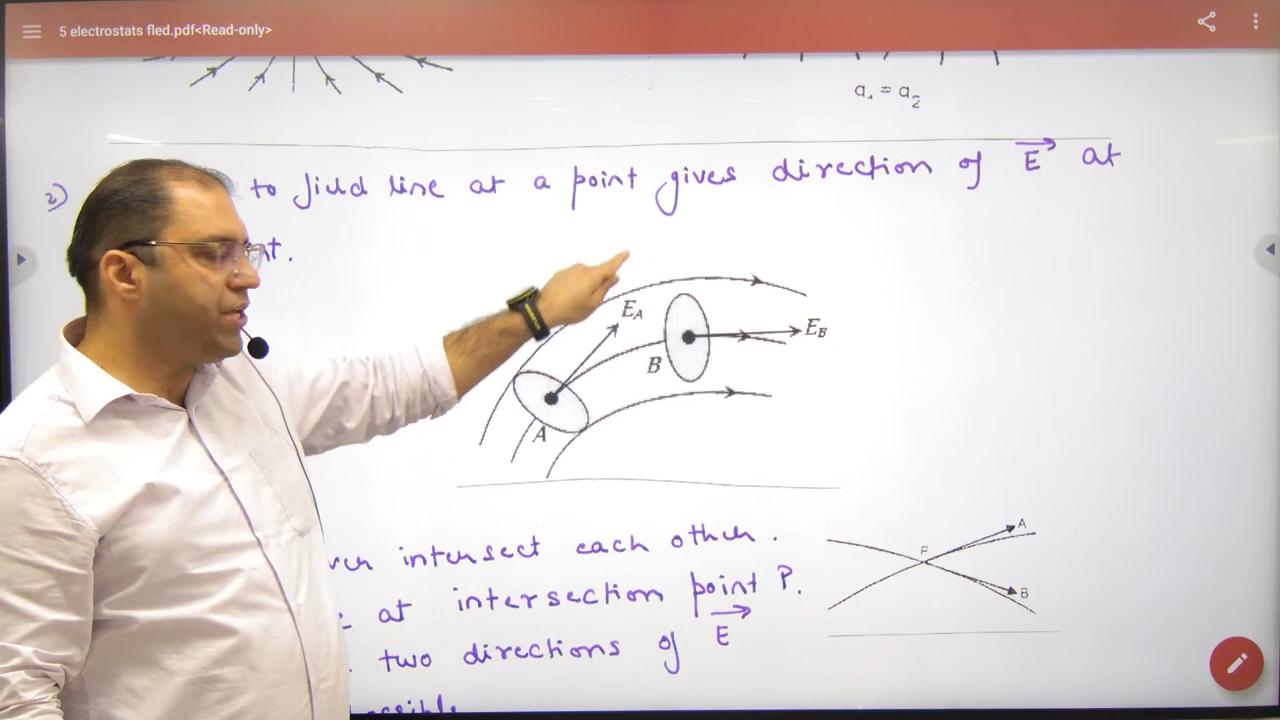 5 electrostats fled.pdf<Read-only>
a₁ = a₂
2) to field line at a point gives direction of E at
nt.
E_A
E_B
B
A
intersect each other.
A
P
: at intersection point P.
B
two directions of E